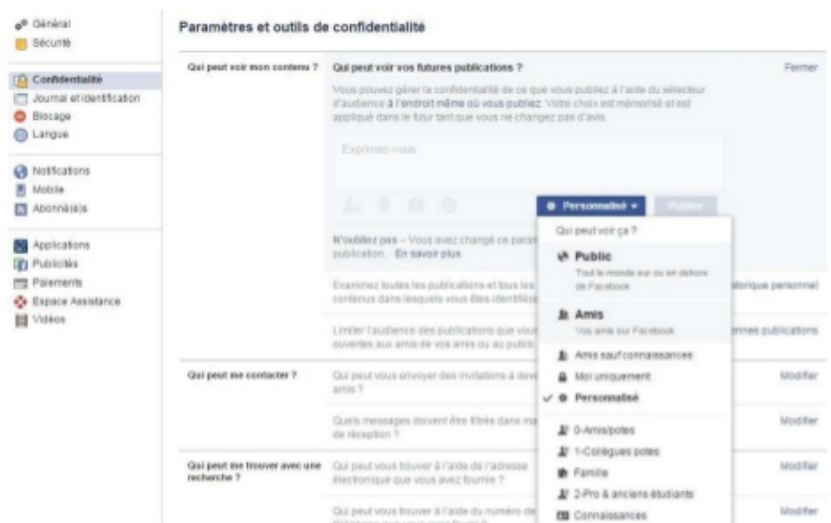 Général
Sécurité
Confidentialité
Journal et identification
Blocage
Langue
Notifications
Mobile
Abonné(e)s
Applications
Publicités
Paiements
Espace Assistance
Vidéos
Paramètres et outils de confidentialité
Qui peut voir mon contenu ?
Qui peut voir vos futures publications ?
Fermer
Vous pouvez gérer la confidentialité de ce que vous publiez à l'aide du sélecteur
d'audience à l'endroit même où vous publiez. Votre choix est mémorisé et est
appliqué dans le futur tant que vous ne changez pas d'avis.
Exprimez-vous
Personnalisé
Publier
N'oubliez pas – Vous avez changé ce param
publication. En savoir plus
Examinez toutes les publications et tous les
contenus dans lesquels vous êtes identifié(e
storique personnel
Limiter l'audience des publications que vous
ouvertes aux amis de vos amis ou au public
ennes publications
Qui peut me contacter ?
Qui peut vous envoyer des invitations à deve
amis ?
Modifier
Quels messages doivent être filtrés dans ma
de réception ?
Modifier
Qui peut me trouver avec une
recherche ?
Qui peut vous trouver à l'aide de l'adresse
électronique que vous avez fournie ?
Modifier
Qui peut vous trouver à l'aide du numéro de
téléphone que vous avez fourni ?
Modifier
Qui peut voir ça ?
Public
Tout le monde sur ou en dehors
de Facebook
Amis
Vos amis sur Facebook
Amis sauf connaissances
Moi uniquement
Personnalisé
0-Amis/potes
1-Collègues potes
Famille
2-Pro & anciens étudiants
Connaissances